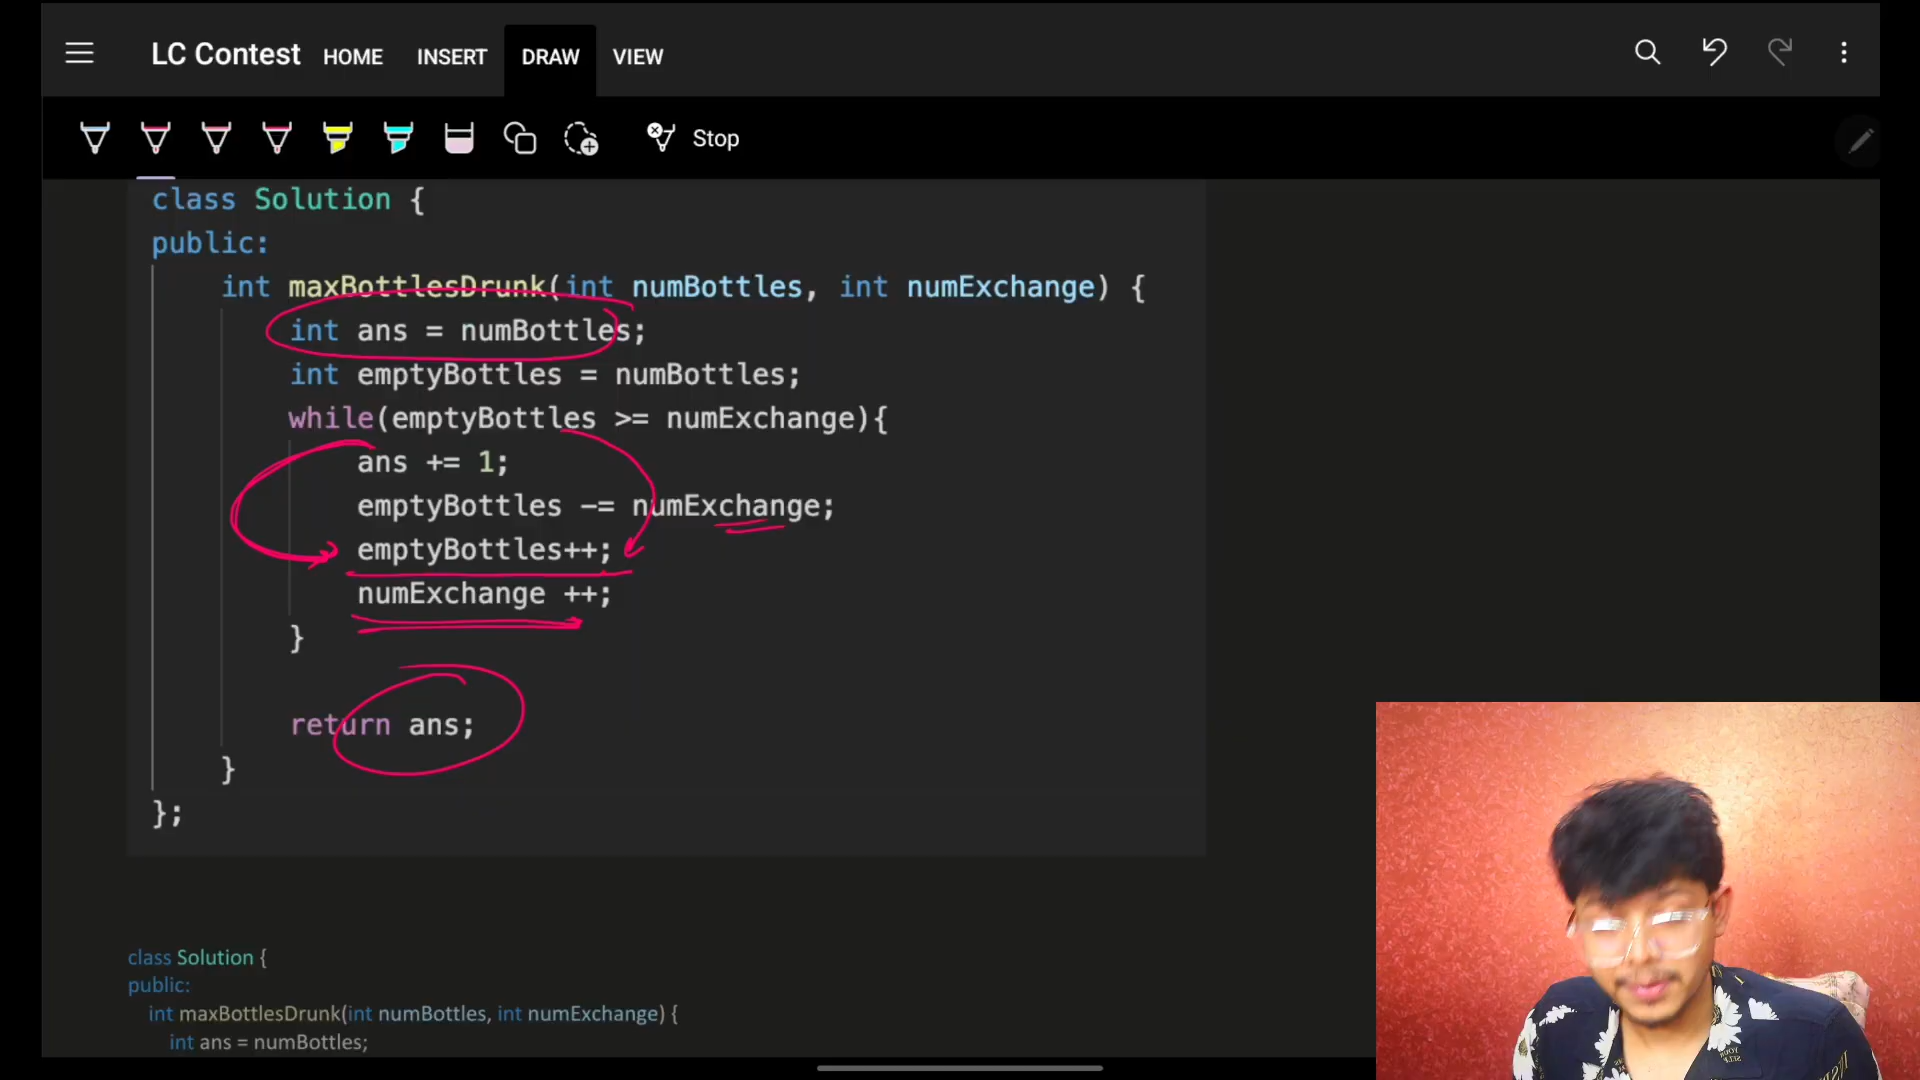 LC Contest HOME INSERT DRAW VIEW
Stop
class Solution {
public:
int maxBottlesDrunk(int numBottles, int numExchange) {
int ans = numBottles;
int emptyBottles = numBottles;
while(emptyBottles >= numExchange){
ans += 1;
emptyBottles -= numExchange;
emptyBottles++;
numExchange ++;
}
return ans;
}
};
class Solution {
public:
int maxBottlesDrunk(int numBottles, int numExchange) {
int ans = numBottles;